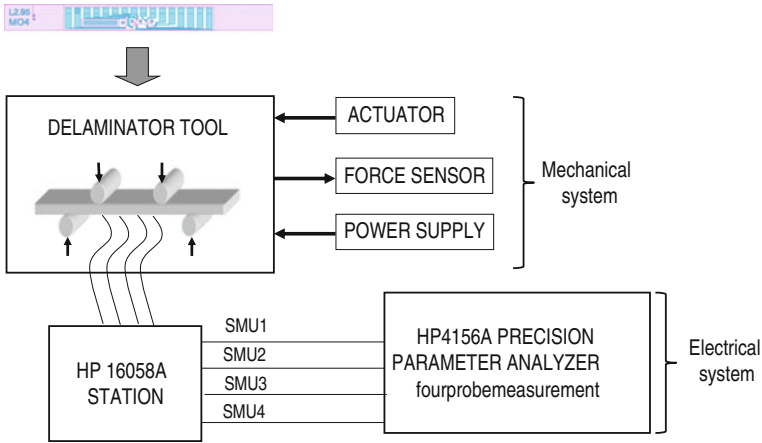 L2.95
MO4
DELAMINATOR TOOL
ACTUATOR
FORCE SENSOR
POWER SUPPLY
Mechanical
system
HP 16058A
STATION
SMU1
SMU2
SMU3
SMU4
HP4156A PRECISION
PARAMETER ANALYZER
fourprobemeasurement
Electrical
system